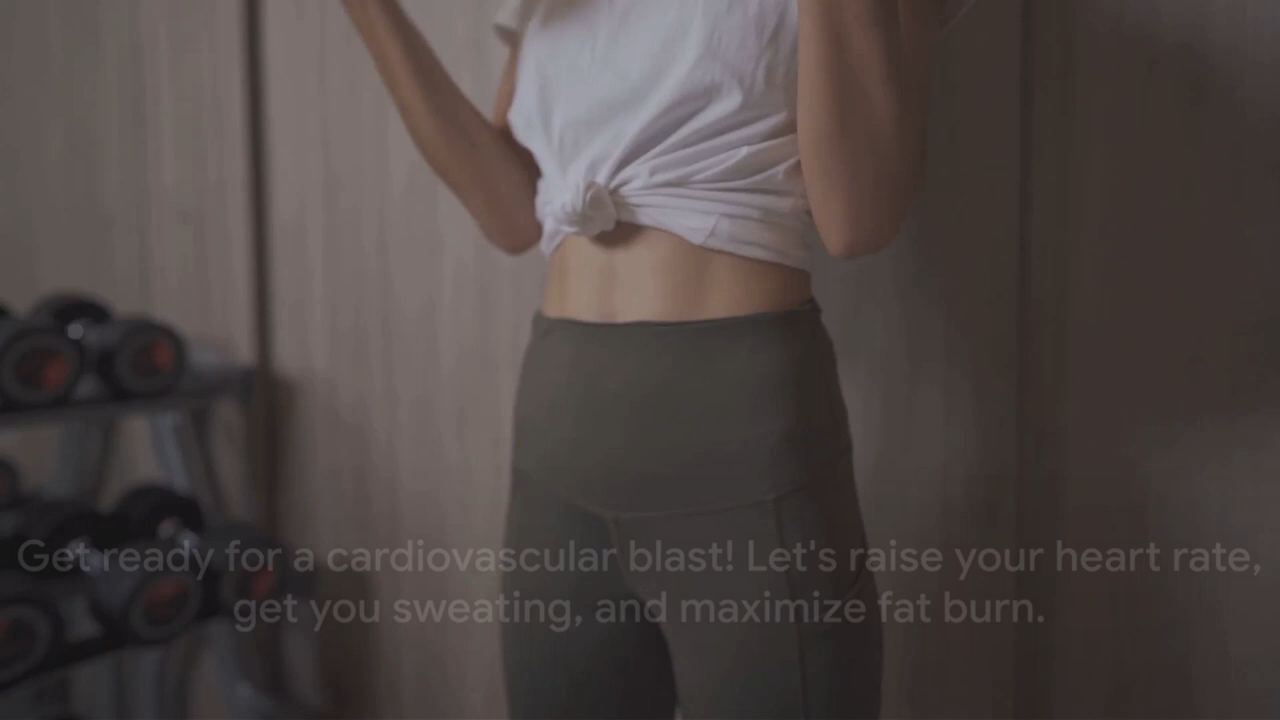 Get ready for a cardiovascular blast! Let's raise your heart rate,
get you sweating, and maximize fat burn.